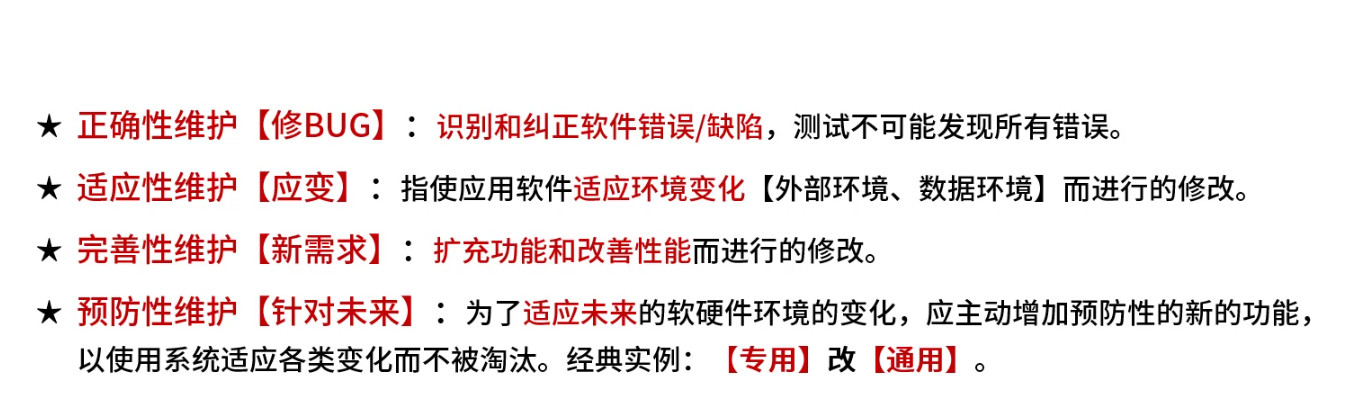 ★ 正确性维护【修BUG】：识别和纠正软件错误/缺陷，测试不可能发现所有错误。
★ 适应性维护【应变】：指使应用软件适应环境变化【外部环境、数据环境】而进行的修改。
★ 完善性维护【新需求】：扩充功能和改善性能而进行的修改。
★ 预防性维护【针对未来】：为了适应未来的软硬件环境的变化，应主动增加预防性的新的功能，
以使用系统适应各类变化而不被淘汰。经典实例：【专用】改【通用】。